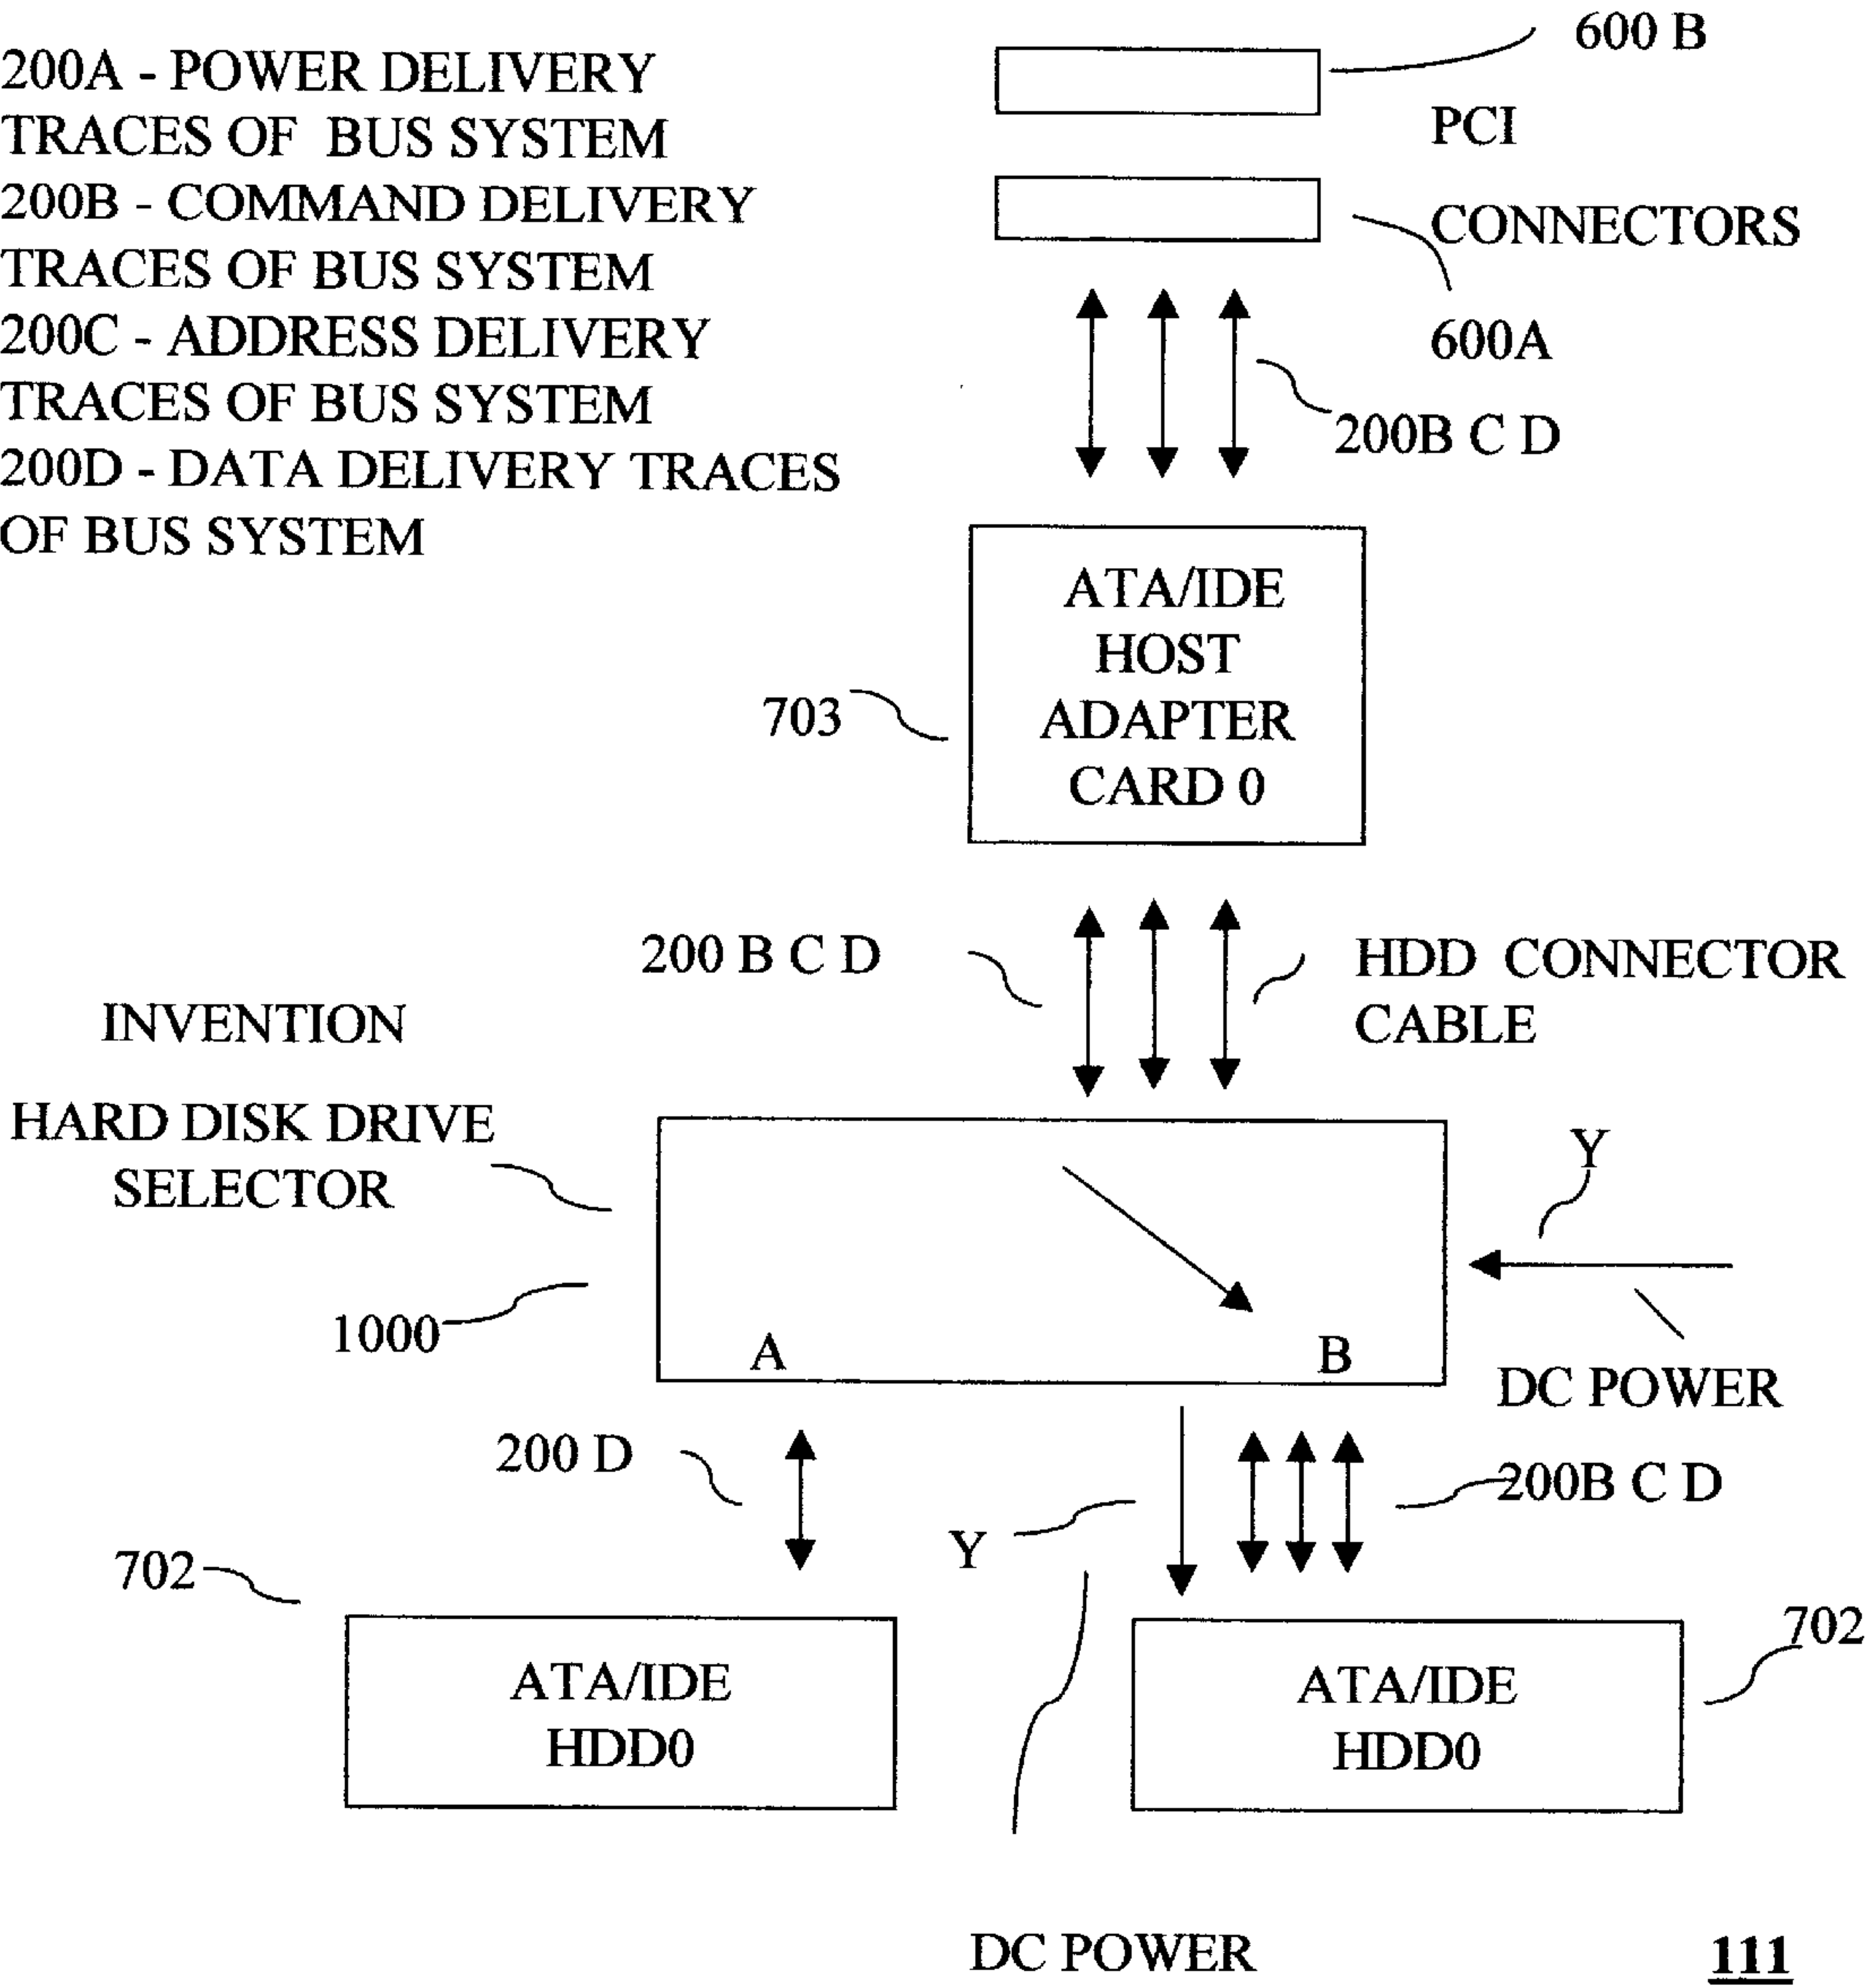 200A - POWER DELIVERY
TRACES OF BUS SYSTEM
200B - COMMAND DELIVERY
TRACES OF BUS SYSTEM
200C - ADDRESS DELIVERY
TRACES OF BUS SYSTEM
200D - DATA DELIVERY TRACES
OF BUS SYSTEM
600 B
PCI
CONNECTORS
600A
200B C D
ATA/IDE
HOST
ADAPTER
CARD 0
703
200 B C D
HDD CONNECTOR
CABLE
INVENTION
HARD DISK DRIVE
SELECTOR
1000
A
B
Y
DC POWER
200 D
Y
200B C D
702
702
ATA/IDE
HDD0
ATA/IDE
HDD0
DC POWER
111